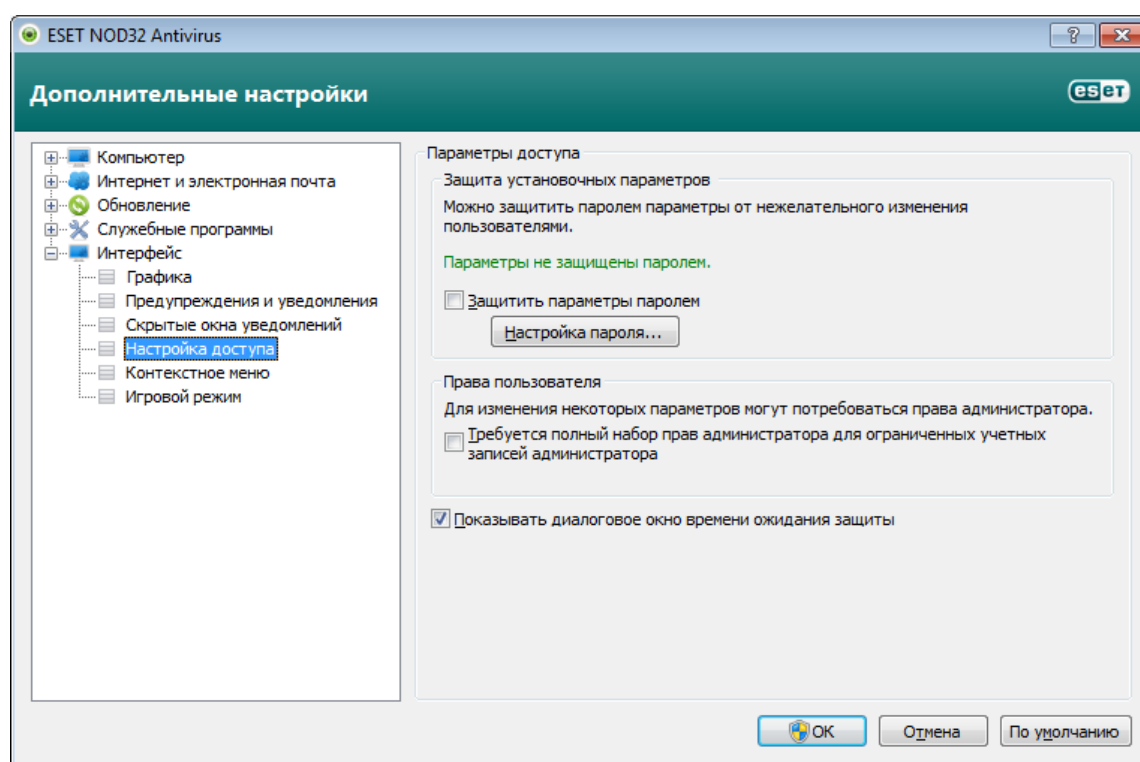 ESET NOD32 Antivirus
Дополнительные настройки
eset
Компьютер
Интернет и электронная почта
Обновление
Служебные программы
Интерфейс
Графика
Предупреждения и уведомления
Скрытые окна уведомлений
Настройка доступа
Контекстное меню
Игровой режим
Параметры доступа
Защита установочных параметров
Можно защитить паролем параметры от нежелательного изменения
пользователями.
Параметры не защищены паролем.
Защитить параметры паролем
Настройка пароля...
Права пользователя
Для изменения некоторых параметров могут потребоваться права администратора.
Требуется полный набор прав администратора для ограниченных учетных
записей администратора
Показывать диалоговое окно времени ожидания защиты
ОК
Отмена
По умолчанию